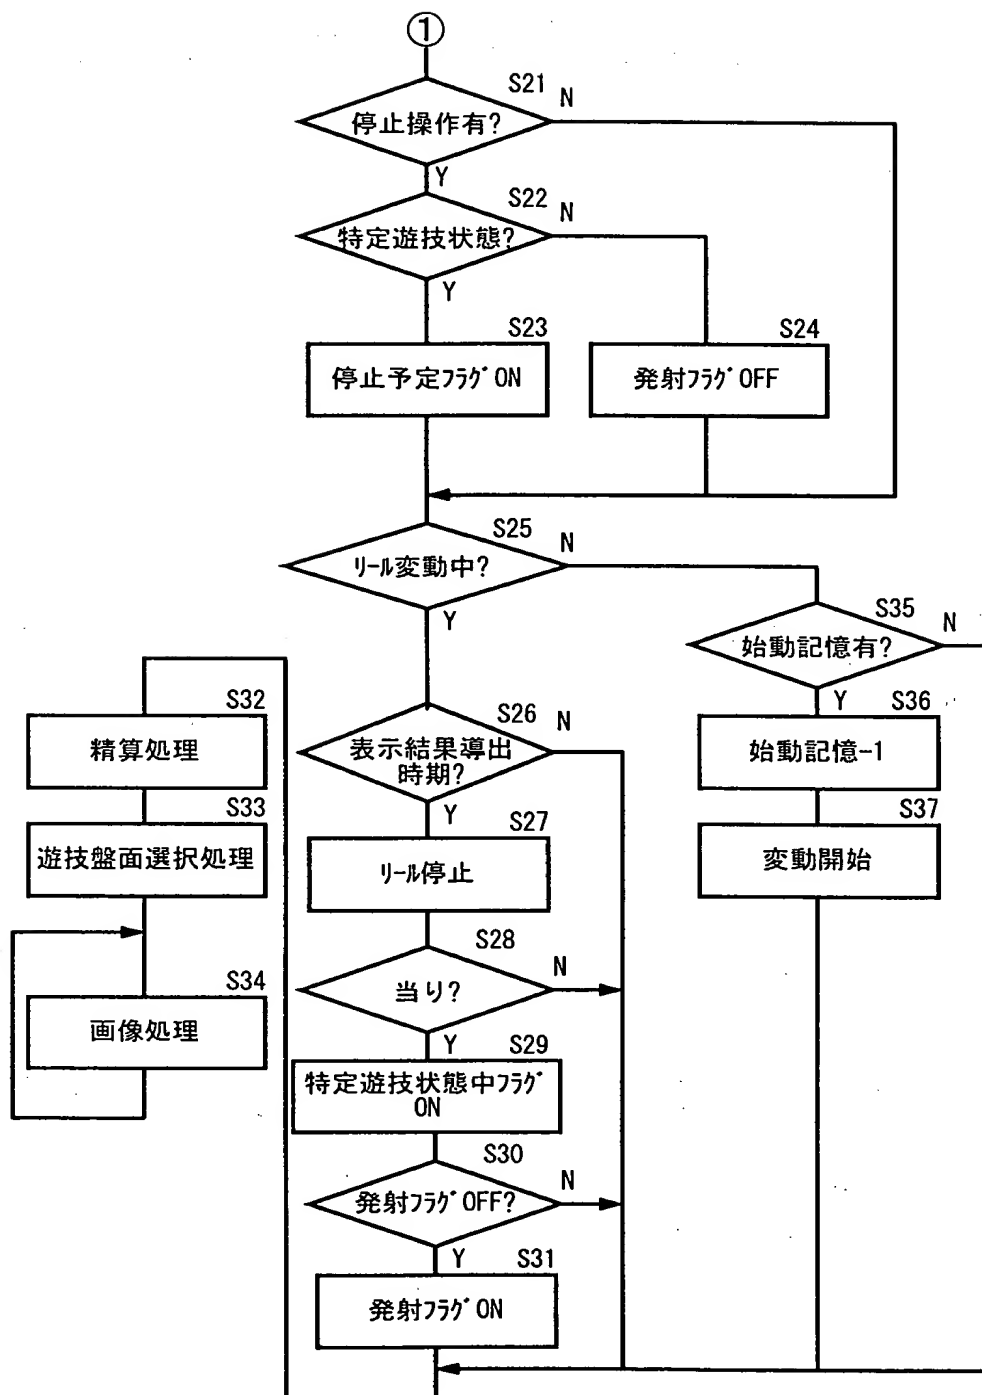 ①
S21
N
停止操作有?
Y
S22
N
特定遊技状態?
Y
S23
停止予定ﾌﾗｸﾞON
S24
発射ﾌﾗｸﾞOFF
S25
N
ﾘｰﾙ変動中?
Y
S35
N
始動記憶有?
Y
S36
始動記憶-1
S37
変動開始
S26
N
表示結果導出
時期?
Y
S27
ﾘｰﾙ停止
S28
N
当り?
Y
S29
特定遊技状態中ﾌﾗｸﾞ
ON
S30
N
発射ﾌﾗｸﾞOFF?
Y
S31
発射ﾌﾗｸﾞON
S32
精算処理
S33
遊技盤面選択処理
S34
画像処理